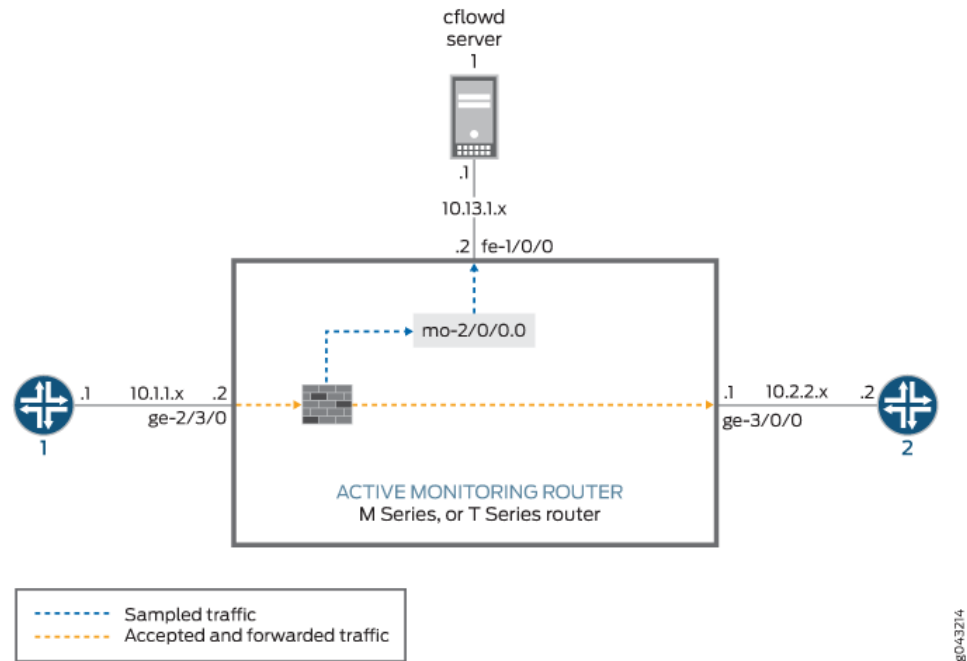 cflowd
server
1
.1
10.13.1.x
.2 fe-1/0/0
mo-2/0/0.0
.1 10.1.1.x .2
ge-2/3/0
1
.1 10.2.2.x .2
ge-3/0/0
2
ACTIVE MONITORING ROUTER
M Series, or T Series router
Sampled traffic
Accepted and forwarded traffic
g043214